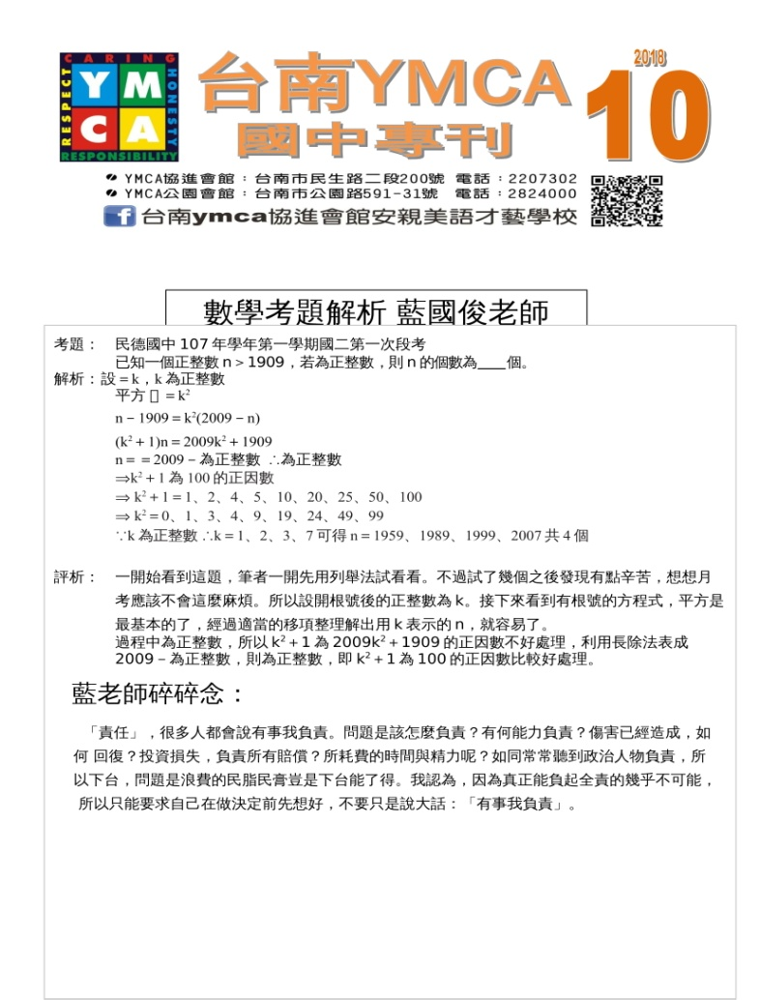 CARING
RESPECT
HONESTY
YM
CA
RESPONSIBILITY
台南YMCA
國中專刊
2018
10
YMCA協進會館：台南市民生路二段200號 電話：2207302
YMCA公園會館：台南市公園路591-31號 電話：2824000
f 台南ymca協進會館安親美語才藝學校
數學考題解析 藍國俊老師
考題： 民德國中 107 年學年第一學期國二第一次段考
已知一個正整數 n＞1909，若為正整數，則 n 的個數為____個。
解析：設＝k，k 為正整數
平方 ＝k²
n－1909＝k²(2009－n)
(k²＋1)n＝2009k²＋1909
n＝＝2009－為正整數 ∴為正整數
⇒k²＋1 為 100 的正因數
⇒ k²＋1＝1、2、4、5、10、20、25、50、100
⇒ k²＝0、1、3、4、9、19、24、49、99
∵k 為正整數 ∴k＝1、2、3、7 可得 n＝1959、1989、1999、2007 共 4 個
評析： 一開始看到這題，筆者一開先用列舉法試看看。不過試了幾個之後發現有點辛苦，想想月
考應該不會這麼麻煩。所以設開根號後的正整數為 k。接下來看到有根號的方程式，平方是
最基本的了，經過適當的移項整理解出用 k 表示的 n，就容易了。
過程中為正整數，所以 k²＋1 為 2009k²＋1909 的正因數不好處理，利用長除法表成
2009－為正整數，則為正整數，即 k²＋1 為 100 的正因數比較好處理。
藍老師碎碎念：
「責任」，很多人都會說有事我負責。問題是該怎麼負責？有何能力負責？傷害已經造成，如
何 回復？投資損失，負責所有賠償？所耗費的時間與精力呢？如同常常聽到政治人物負責，所
以下台，問題是浪費的民脂民膏豈是下台能了得。我認為，因為真正能負起全責的幾乎不可能，
所以只能要求自己在做決定前先想好，不要只是說大話：「有事我負責」。